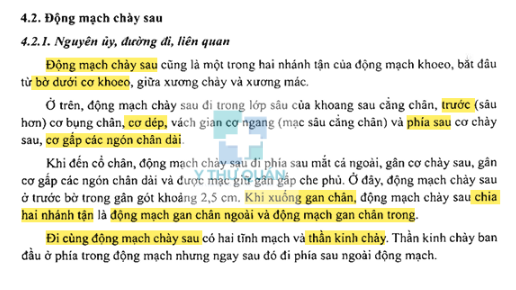 4.2. Động mạch chày sau
4.2.1. Nguyên ủy, đường đi, liên quan
Động mạch chày sau cũng là một trong hai nhánh tận của động mạch khoeo, bắt đầu
từ bờ dưới cơ khoeo, giữa xương chày và xương mác.
Ở trên, động mạch chày sau đi trong lớp sâu của khoang sau cẳng chân, trước (sâu
hơn) cơ bụng chân, cơ dép, vách gian cơ ngang (mạc sâu cẳng chân) và phía sau cơ chày
sau, cơ gấp các ngón chân dài.
Khi đến cổ chân, động mạch chày sau đi phía sau mắt cá ngoài, gân cơ chày sau, gân
cơ gấp các ngón chân dài và được mạc giữ gân gấp che phủ. Ở đây, động mạch chày sau
ở trước bờ trong gân gót khoảng 2,5 cm. Khi xuống gan chân, động mạch chày sau chia
hai nhánh tận là động mạch gan chân ngoài và động mạch gan chân trong.
Đi cùng động mạch chày sau có hai tĩnh mạch và thần kinh chày. Thần kinh chày ban
đầu ở phía trong động mạch nhưng ngay sau đó đi phía sau ngoài động mạch.
Y THƯ QUÁN